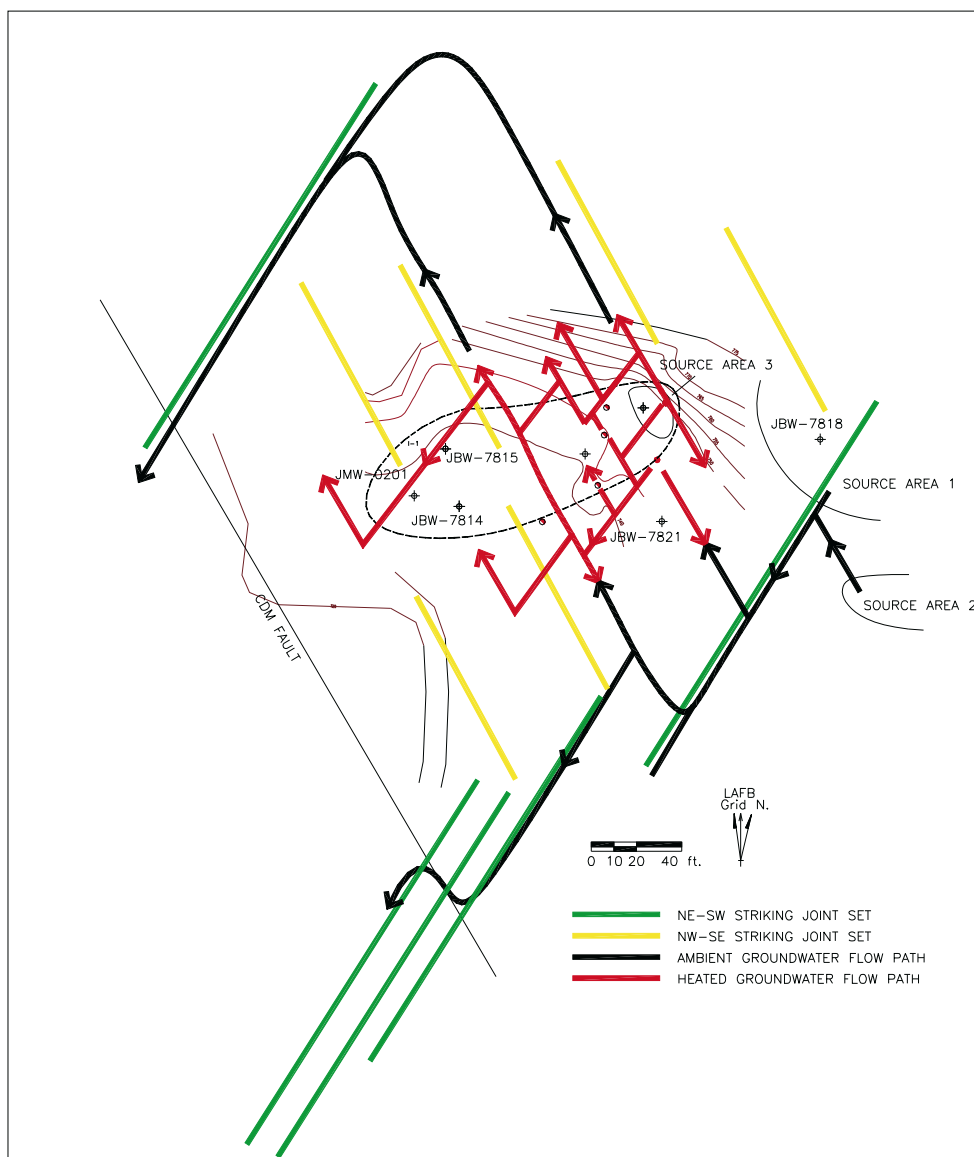 SOURCE AREA 3
JBW-7818
I-1
JBW-7815
JMW-0201
SOURCE AREA 1
JBW-7814
JBW-7821
CDM FAULT
SOURCE AREA 2
LAFB
Grid N.
0 10 20 40 ft.
NE-SW STRIKING JOINT SET
NW-SE STRIKING JOINT SET
AMBIENT GROUNDWATER FLOW PATH
HEATED GROUNDWATER FLOW PATH